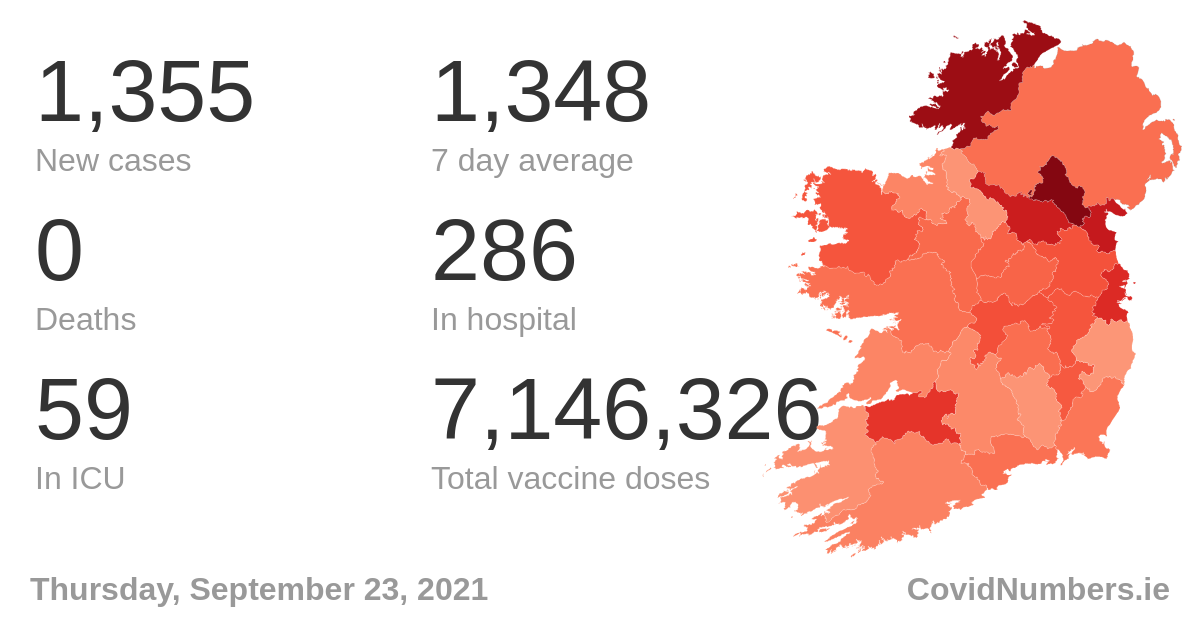 1,355
New cases
1,348
7 day average
0
Deaths
286
In hospital
59
In ICU
7,146,326
Total vaccine doses
Thursday, September 23, 2021
CovidNumbers.ie